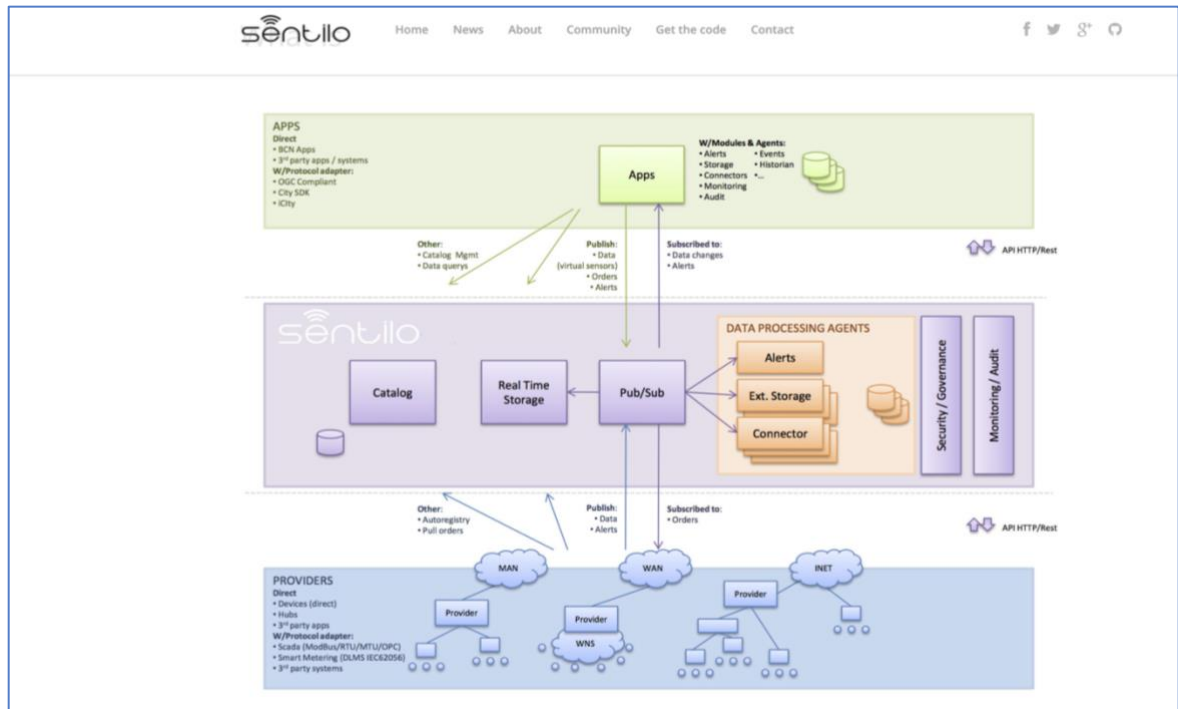 sentilo
Home News About Community Get the code Contact
APPS
Direct
• BCN Apps
• 3rd party apps / systems
W/Protocol adapter:
• OGC Compliant
• City SDK
• iCity
Apps
W/Modules & Agents:
• Alerts • Events
• Storage • Historian
• Connectors •...
• Monitoring
• Audit
Other:
• Catalog Mgmt
• Data querys
Publish:
• Data
(virtual sensors)
• Orders
• Alerts
Subscribed to:
• Data changes
• Alerts
API HTTP/Rest
sentilo
Catalog
Real Time
Storage
Pub/Sub
DATA PROCESSING AGENTS
Alerts
Ext. Storage
Connector
Security / Governance
Monitoring / Audit
Other:
• Autoregistry
• Pull orders
Publish:
• Data
• Alerts
Subscribed to:
• Orders
API HTTP/Rest
PROVIDERS
Direct
• Devices (direct)
• Hubs
• 3rd party apps
W/Protocol adapter:
• Scada (ModBus/RTU/MTU/OPC)
• Smart Metering (DLMS IEC62056)
• 3rd party systems
MAN
Provider
WAN
Provider
WNS
INET
Provider